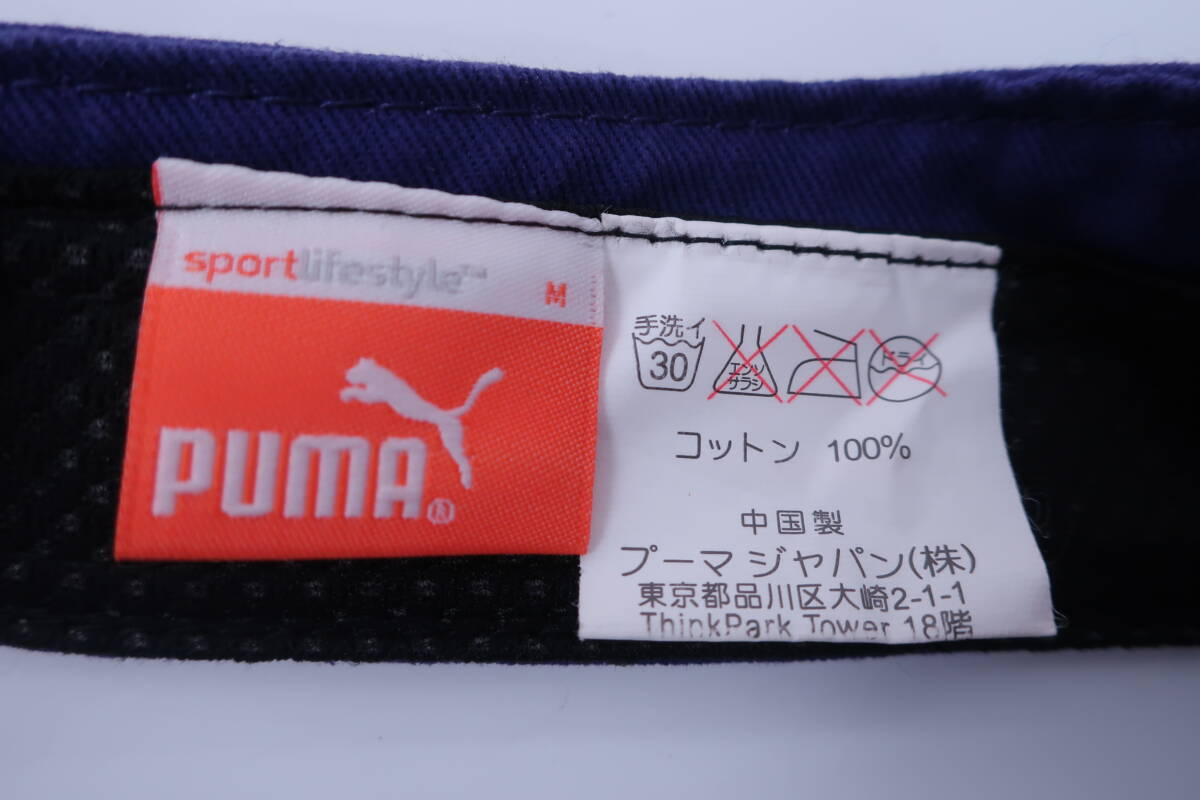 sportlifestyle™
M
PUMA®
手洗イ
30
エンソ
サラシ
ドライ
コットン 100%
中国製
プーマ ジャパン(株)
東京都品川区大崎2-1-1
ThinkPark Tower 18階